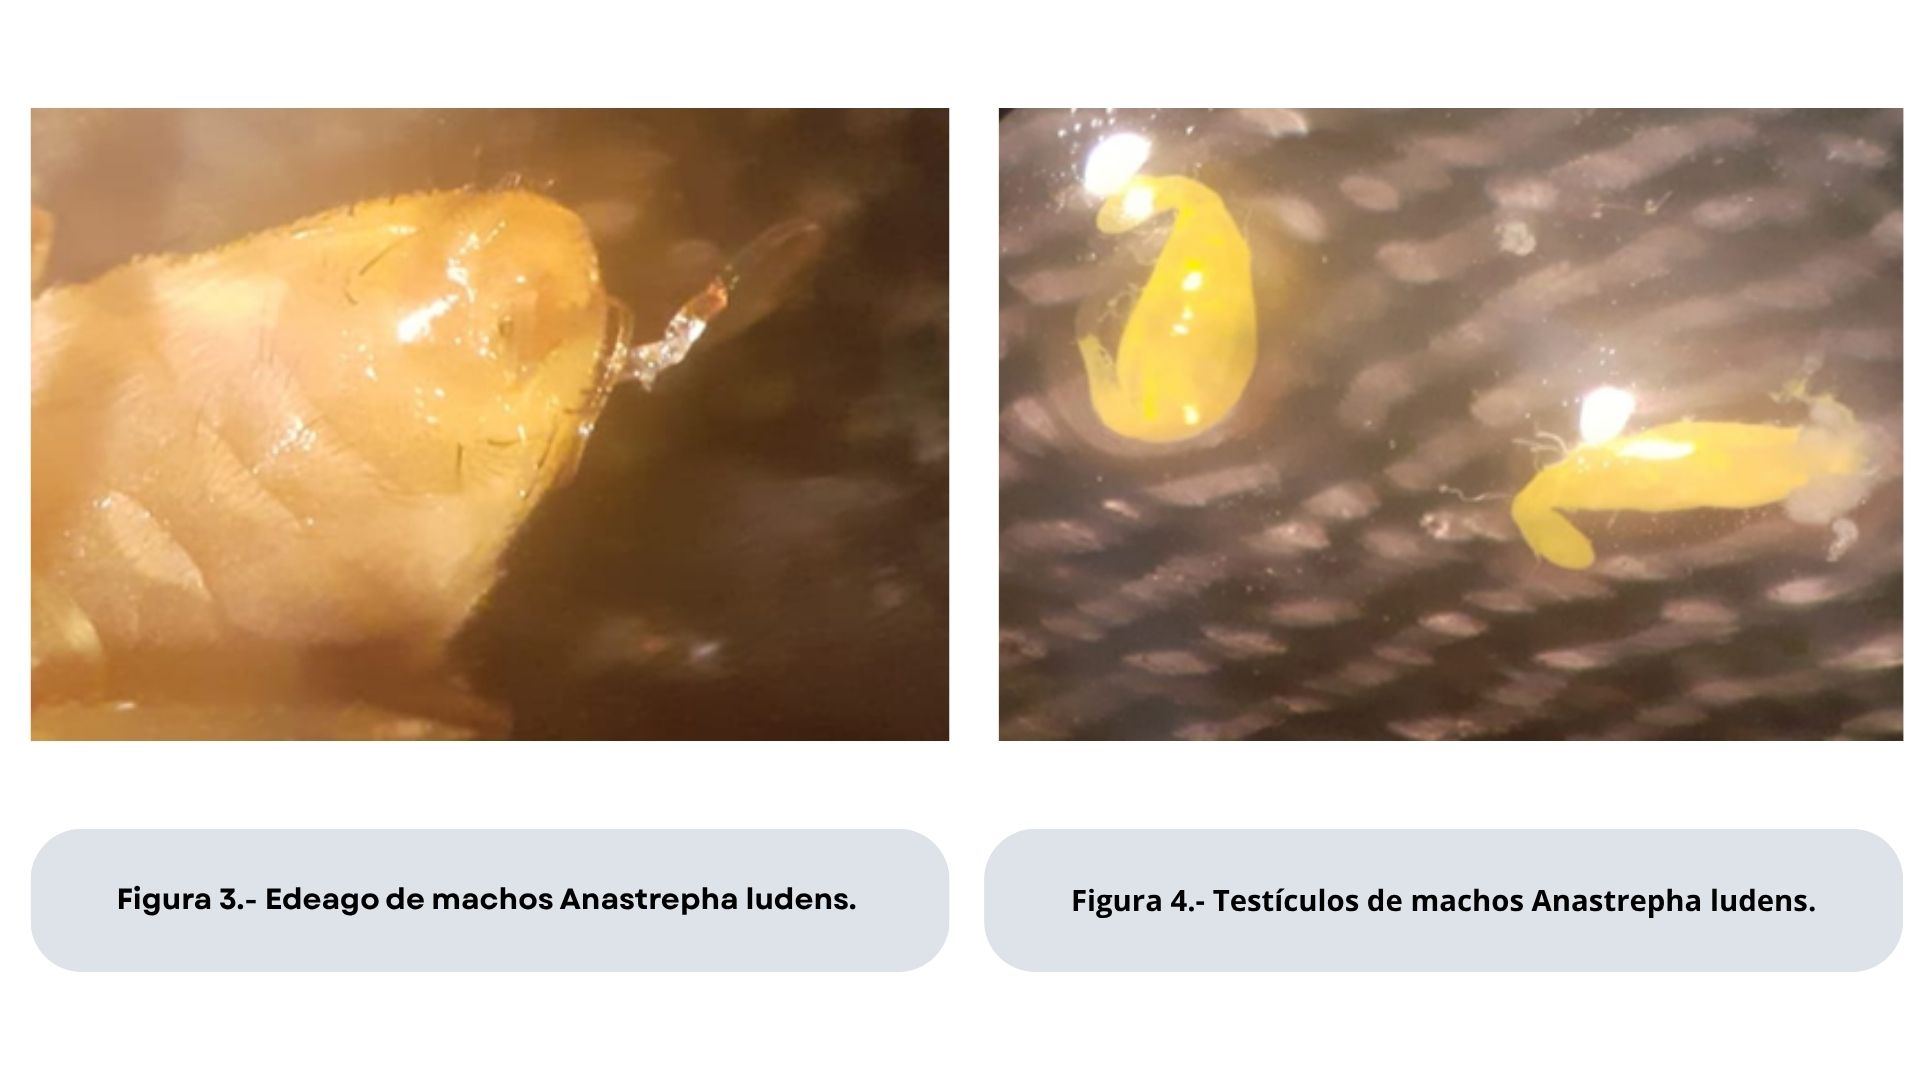 Figura 3.- Edeago de machos Anastrepha ludens.
Figura 4.- Testículos de machos Anastrepha ludens.